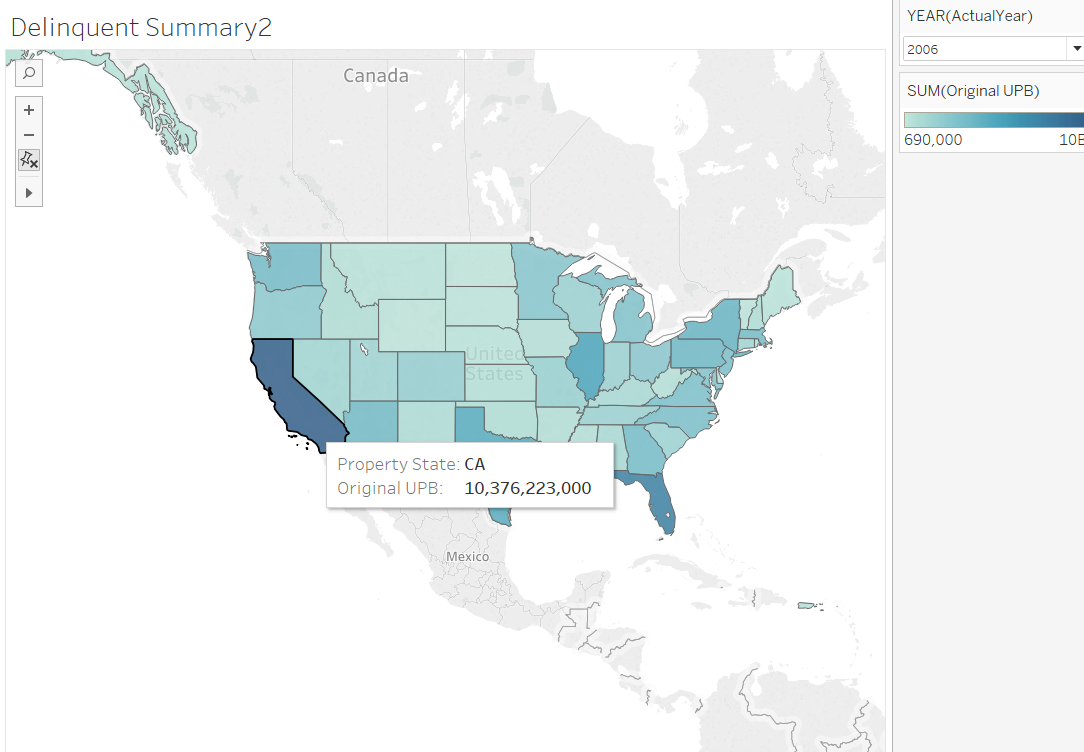 Delinquent Summary2
Canada
United
States
Property State: CA
Original UPB: 10,376,223,000
Mexico
YEAR(ActualYear)
2006
SUM(Original UPB)
690,000 10B